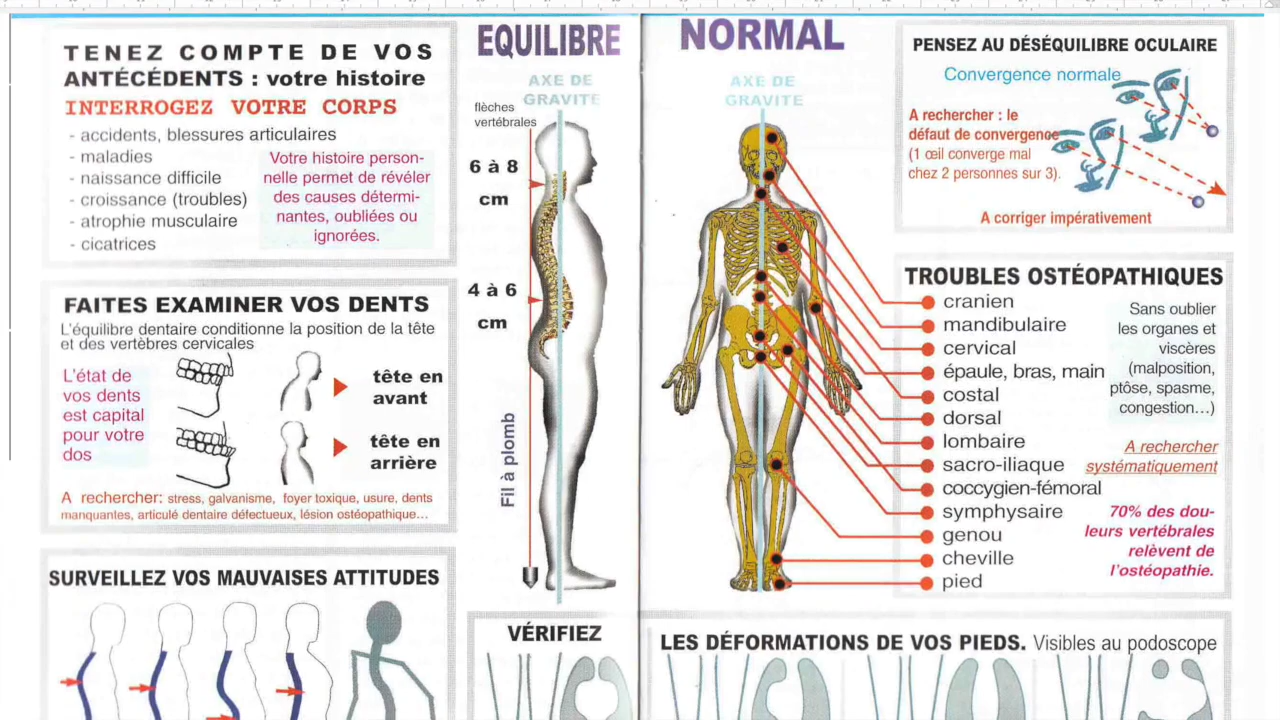 TENEZ COMPTE DE VOS
ANTÉCÉDENTS : votre histoire
INTERROGEZ VOTRE CORPS
- accidents, blessures articulaires
- maladies
- naissance difficile
- croissance (troubles)
- atrophie musculaire
- cicatrices
Votre histoire person-
nelle permet de révéler
des causes détermi-
nantes, oubliées ou
ignorées.
FAITES EXAMINER VOS DENTS
L'équilibre dentaire conditionne la position de la tête
et des vertèbres cervicales
L'état de
vos dents
est capital
pour votre
dos
tête en
avant
tête en
arrière
A rechercher: stress, galvanisme, foyer toxique, usure, dents
manquantes, articulé dentaire défectueux, lésion ostéopathique...
SURVEILLEZ VOS MAUVAISES ATTITUDES
EQUILIBRE NORMAL
AXE DE
GRAVITE
flèches
vertébrales
6 à 8
cm
4 à 6
cm
Fil à plomb
AXE DE
GRAVITE
PENSEZ AU DÉSÉQUILIBRE OCULAIRE
Convergence normale
A rechercher : le
défaut de convergence
(1 œil converge mal
chez 2 personnes sur 3).
A corriger impérativement
TROUBLES OSTÉOPATHIQUES
cranien
mandibulaire
cervical
épaule, bras, main
costal
dorsal
lombaire
sacro-iliaque
coccygien-fémoral
symphysaire
genou
cheville
pied
Sans oublier
les organes et
viscères
(malposition,
ptôse, spasme,
congestion...)
A rechercher
systématiquement
70% des dou-
leurs vertébrales
relèvent de
l'ostéopathie.
VÉRIFIEZ
LES DÉFORMATIONS DE VOS PIEDS. Visibles au podoscope